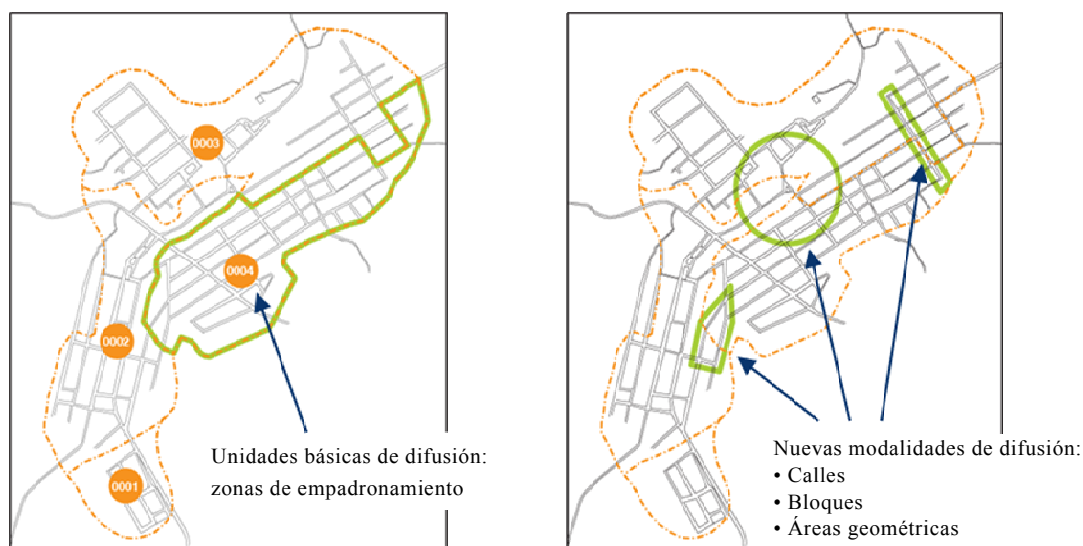 0003
0004
0002
0001
Unidades básicas de difusión:
zonas de empadronamiento
Nuevas modalidades de difusión:
• Calles
• Bloques
• Áreas geométricas